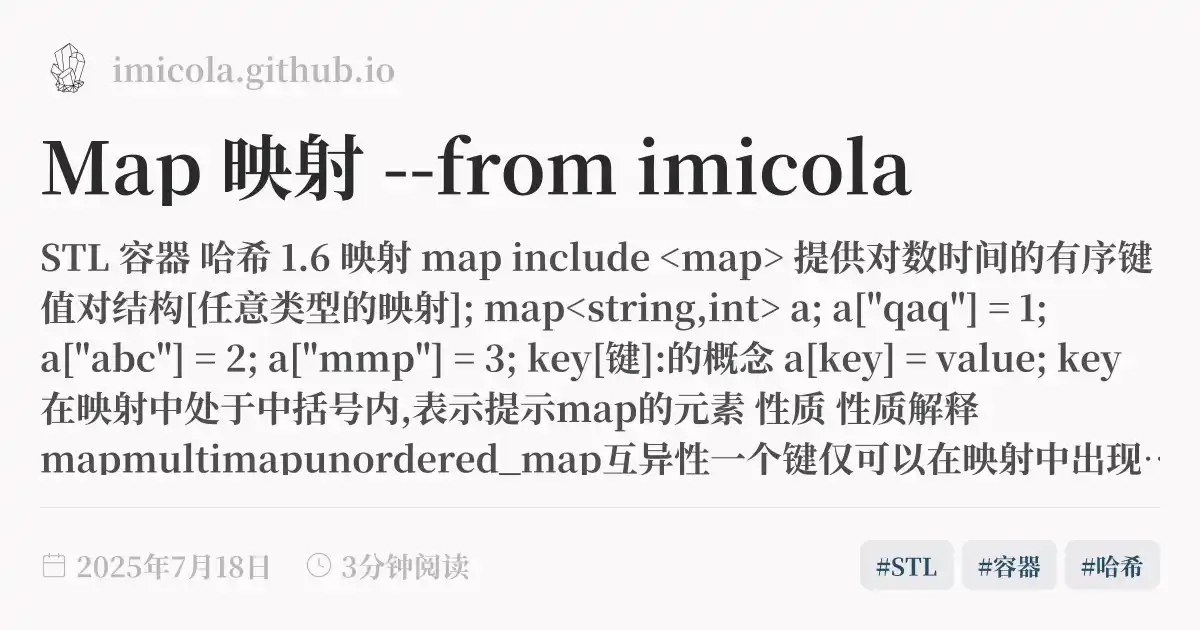 imicola.github.io
Map 映射 --from imicola
STL 容器 哈希 1.6 映射 map include <map> 提供对数时间的有序键
值对结构[任意类型的映射]; map<string,int> a; a["qaq"] = 1;
a["abc"] = 2; a["mmp"] = 3; key[键]:的概念 a[key] = value; key
在映射中处于中括号内,表示提示map的元素 性质 性质解释
mapmultimapunordered_map互异性一个键仅可以在映射中出现…
2025年7月18日 3分钟阅读 #STL #容器 #哈希